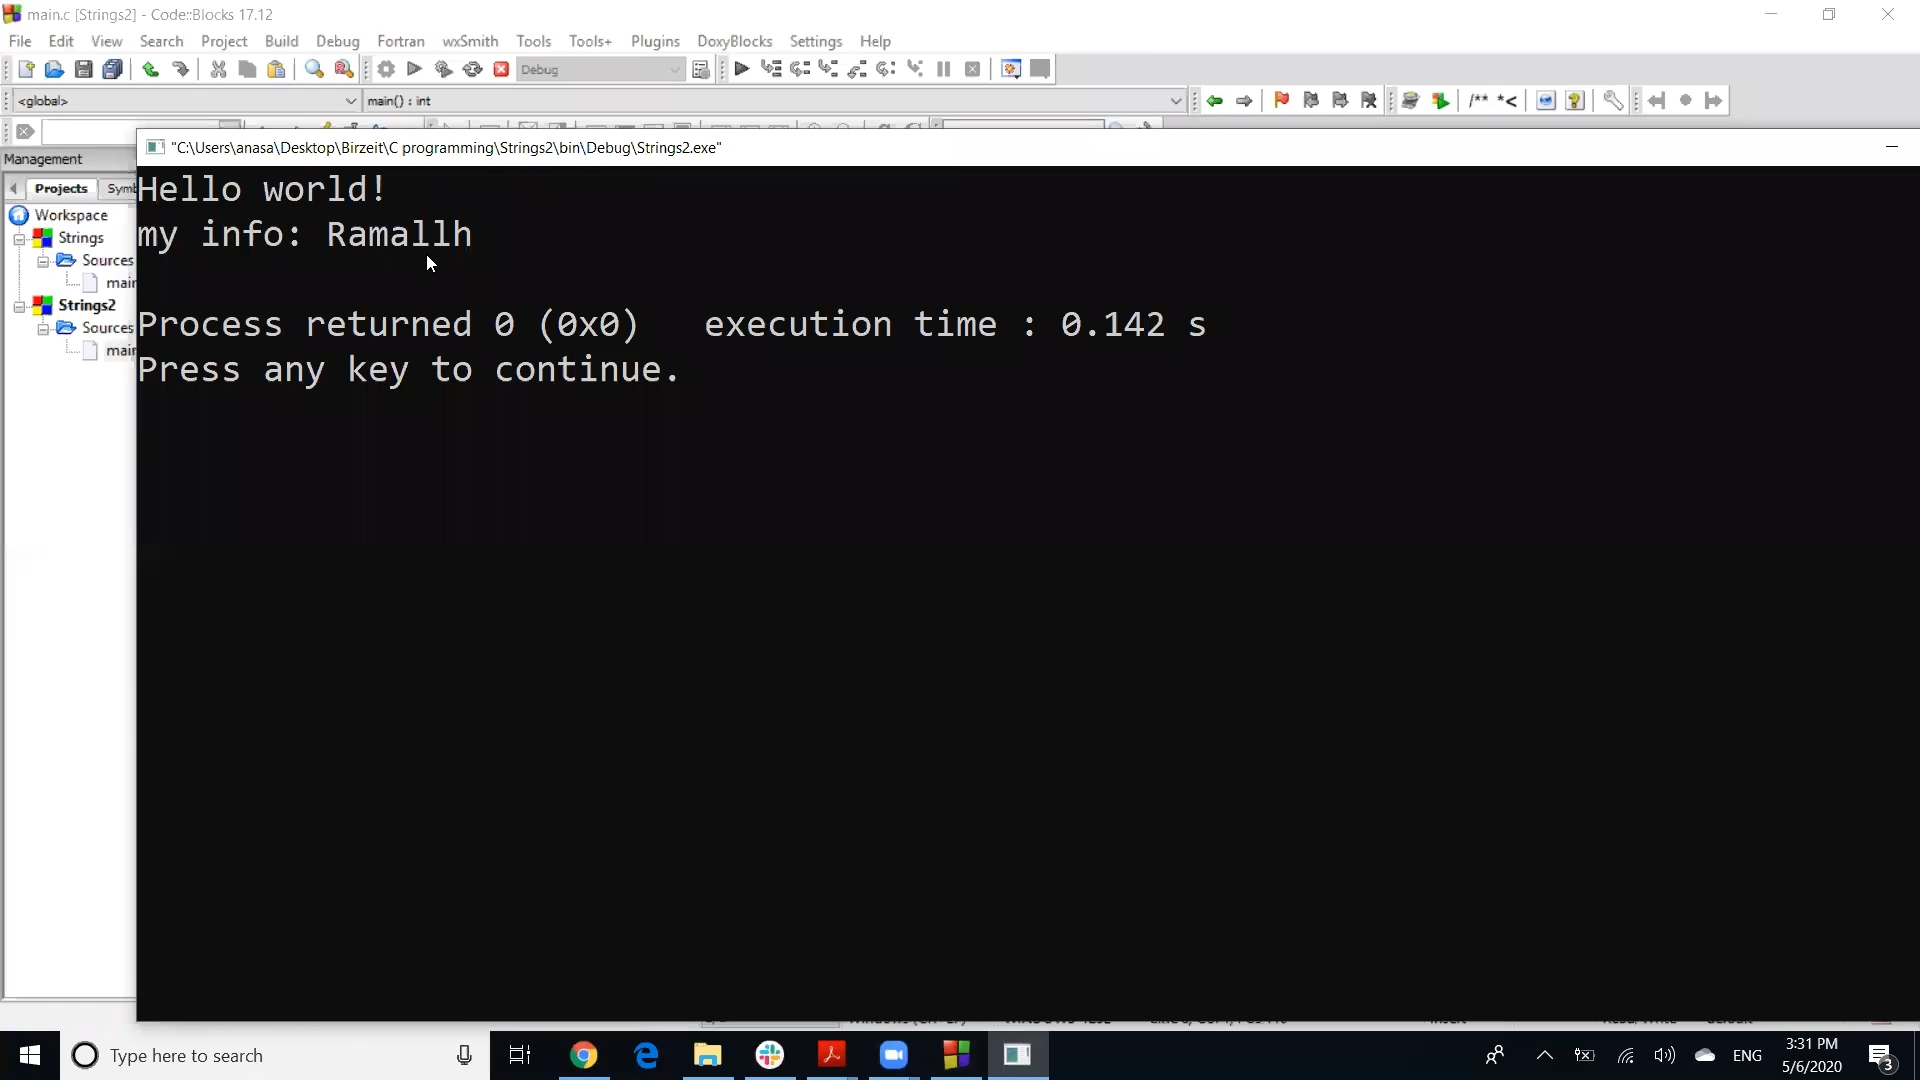 main.c [Strings2] - Code::Blocks 17.12
File Edit View Search Project Build Debug Fortran wxSmith Tools Tools+ Plugins DoxyBlocks Settings Help
Debug
<global> main() : int /** *<
Management
"C:\Users\anasa\Desktop\Birzeit\C programming\Strings2\bin\Debug\Strings2.exe"
Projects
Workspace
Strings
Sources
Strings2
Sources
Hello world!
my info: Ramallh
Process returned 0 (0x0) execution time : 0.142 s
Press any key to continue.
Type here to search
ENG
3:31 PM
5/6/2020
3